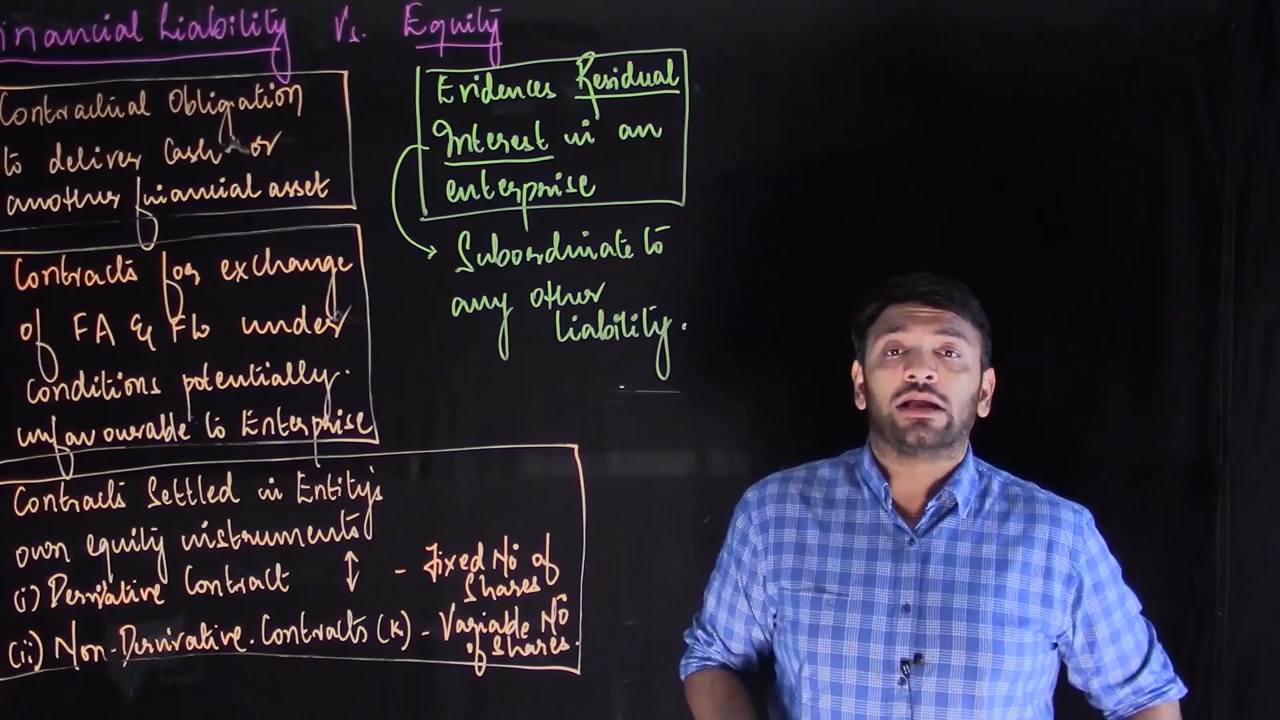 inancial Liability Vs. Equity
Contractual Obligation
to deliver Cash or
another financial asset
Contracts for exchange
of FA & FL under
conditions potentially
unfavourable to Enterprise
Contracts Settled in Entity's
own equity instruments
(i) Derivative Contract - Fixed No of
Shares
(ii) Non-Derivative Contracts (K) - Variable No
of Shares.
Evidences Residual
Interest in an
enterprise
Subordinate to
any other
liability.